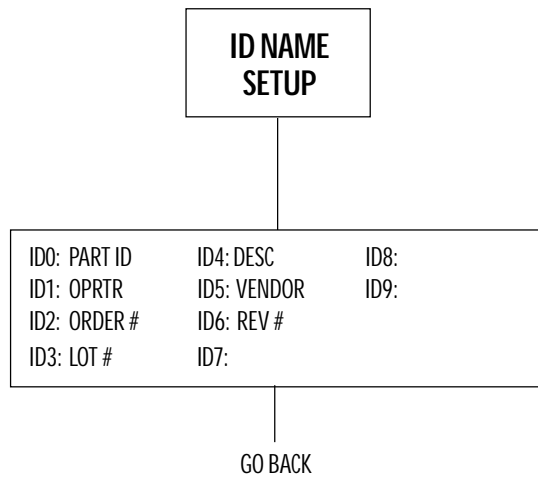 ID NAME
SETUP
ID0: PART ID ID4: DESC ID8:
ID1: OPRTR ID5: VENDOR ID9:
ID2: ORDER # ID6: REV #
ID3: LOT # ID7:
GO BACK